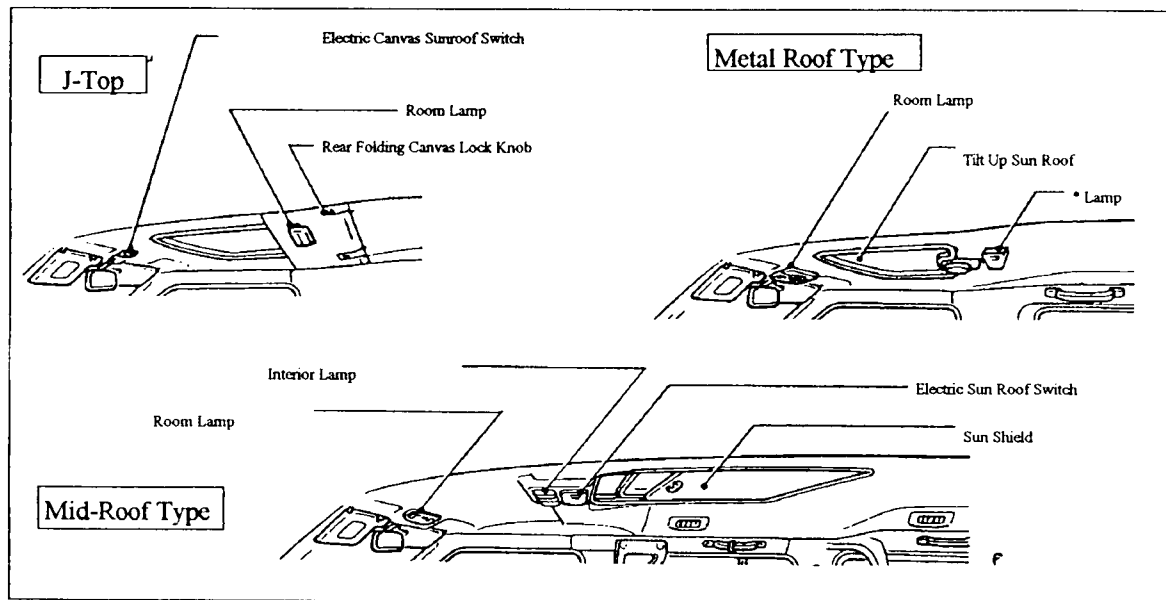 Electric Canvas Sunroof Switch
J-Top
Room Lamp
Rear Folding Canvas Lock Knob
Metal Roof Type
Room Lamp
Tilt Up Sun Roof
* Lamp
Interior Lamp
Room Lamp
Electric Sun Roof Switch
Sun Shield
Mid-Roof Type